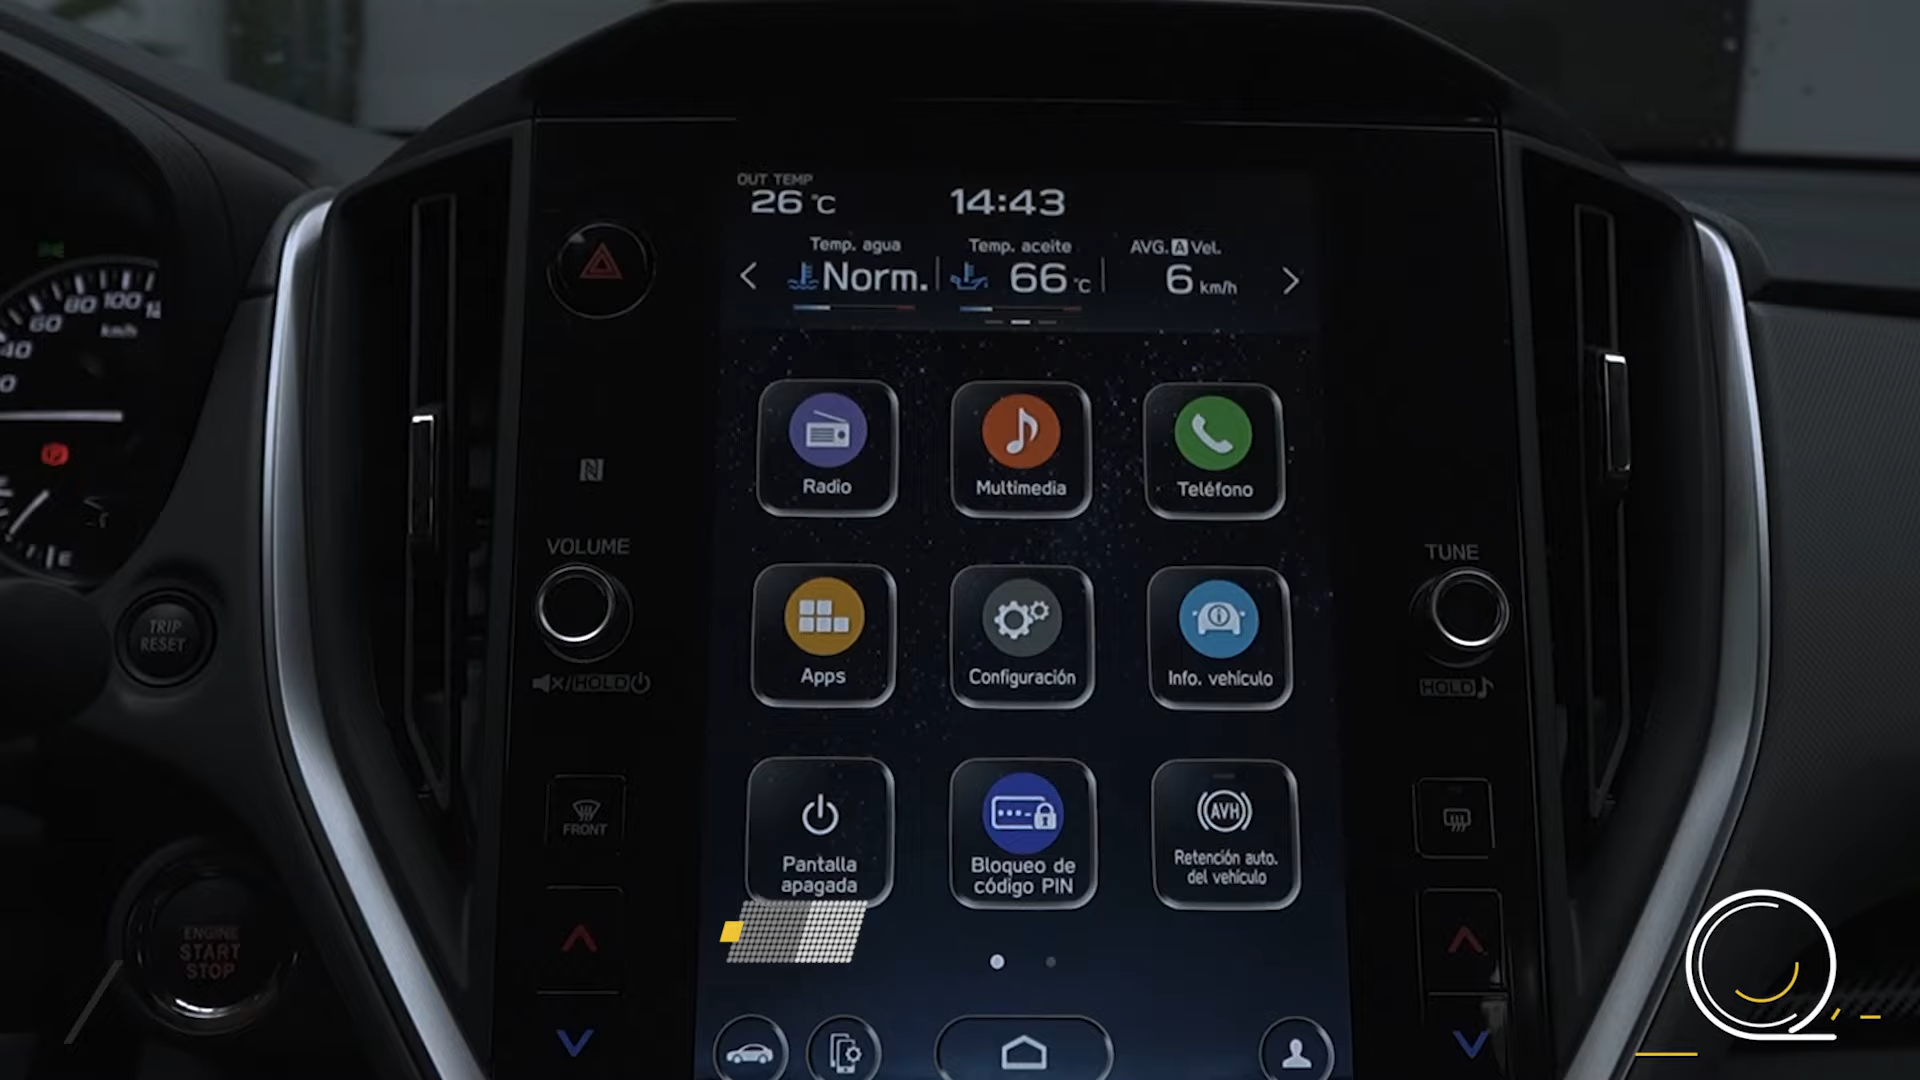 OUT TEMP
26 °C
14:43
Temp. agua
Norm.
Temp. aceite
66 °C
AVG. A Vel.
6 km/h
Radio
Multimedia
Teléfono
Apps
Configuración
Info. vehículo
Pantalla
apagada
Bloqueo de
código PIN
AVH
Retención auto.
del vehículo
VOLUME
HOLD
FRONT
TUNE
HOLD
40
60
80
100
km/h
E
TRIP
RESET
ENGINE
START
STOP